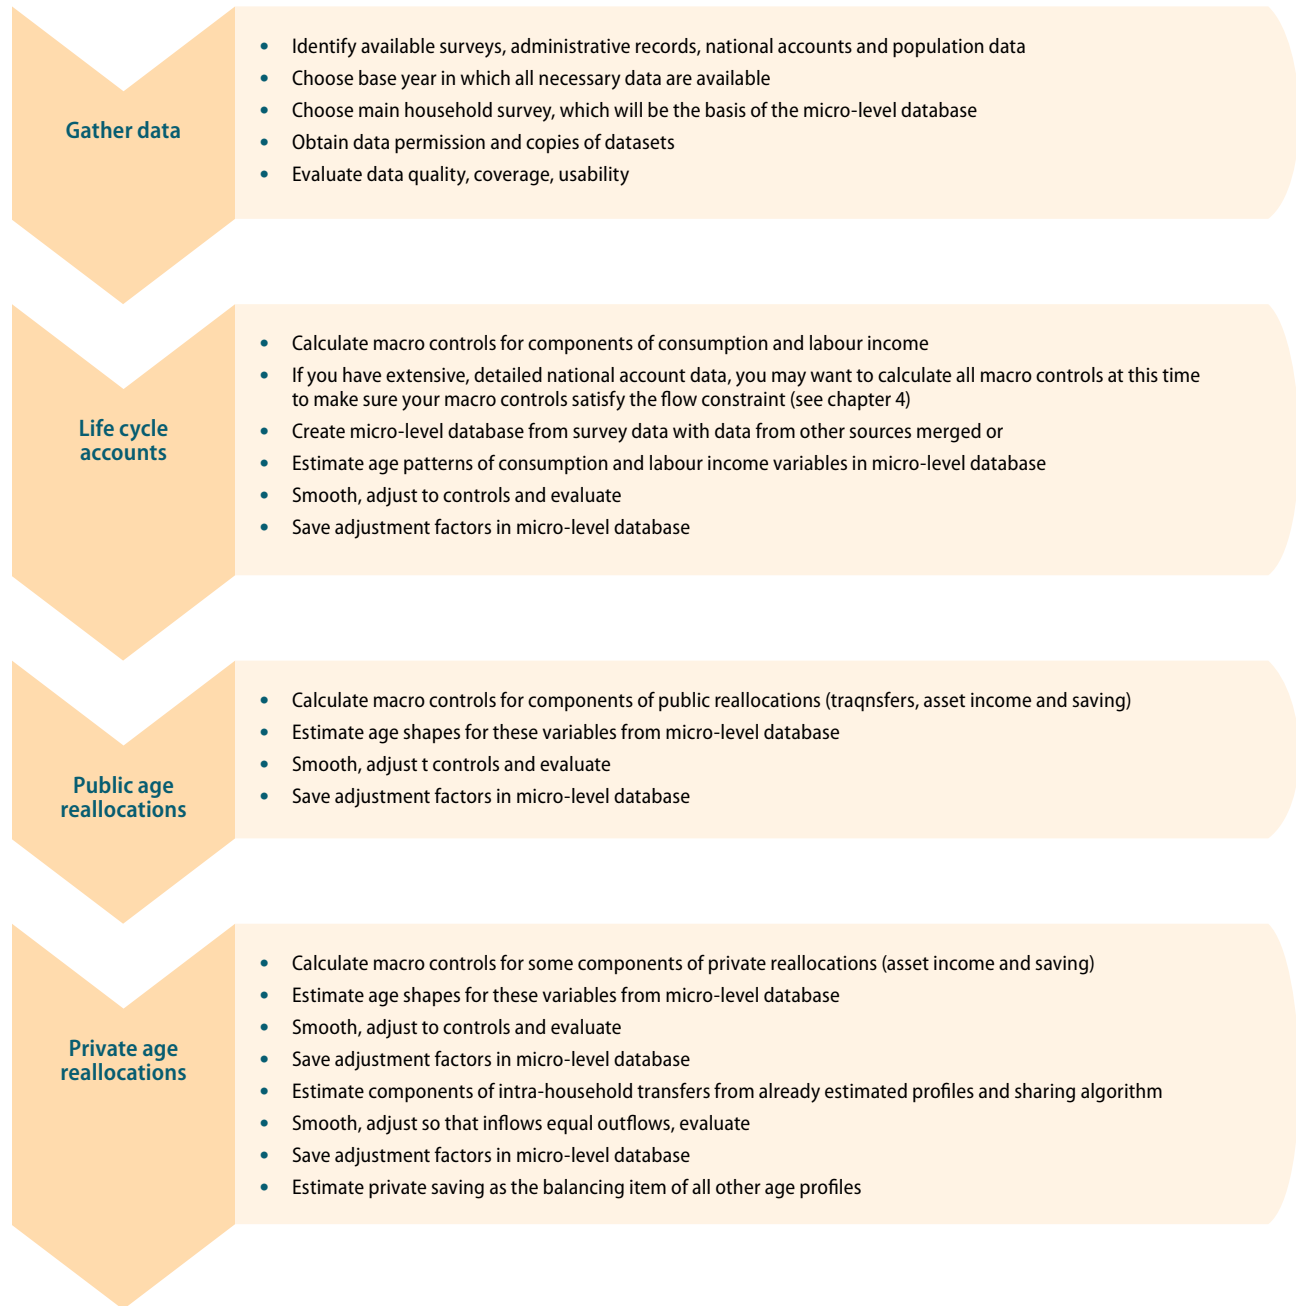 Gather data
• Identify available surveys, administrative records, national accounts and population data
• Choose base year in which all necessary data are available
• Choose main household survey, which will be the basis of the micro-level database
• Obtain data permission and copies of datasets
• Evaluate data quality, coverage, usability
Life cycle
accounts
• Calculate macro controls for components of consumption and labour income
• If you have extensive, detailed national account data, you may want to calculate all macro controls at this time
to make sure your macro controls satisfy the flow constraint (see chapter 4)
• Create micro-level database from survey data with data from other sources merged or
• Estimate age patterns of consumption and labour income variables in micro-level database
• Smooth, adjust to controls and evaluate
• Save adjustment factors in micro-level database
Public age
reallocations
• Calculate macro controls for components of public reallocations (traqnsfers, asset income and saving)
• Estimate age shapes for these variables from micro-level database
• Smooth, adjust t controls and evaluate
• Save adjustment factors in micro-level database
Private age
reallocations
• Calculate macro controls for some components of private reallocations (asset income and saving)
• Estimate age shapes for these variables from micro-level database
• Smooth, adjust to controls and evaluate
• Save adjustment factors in micro-level database
• Estimate components of intra-household transfers from already estimated profiles and sharing algorithm
• Smooth, adjust so that inflows equal outflows, evaluate
• Save adjustment factors in micro-level database
• Estimate private saving as the balancing item of all other age profiles